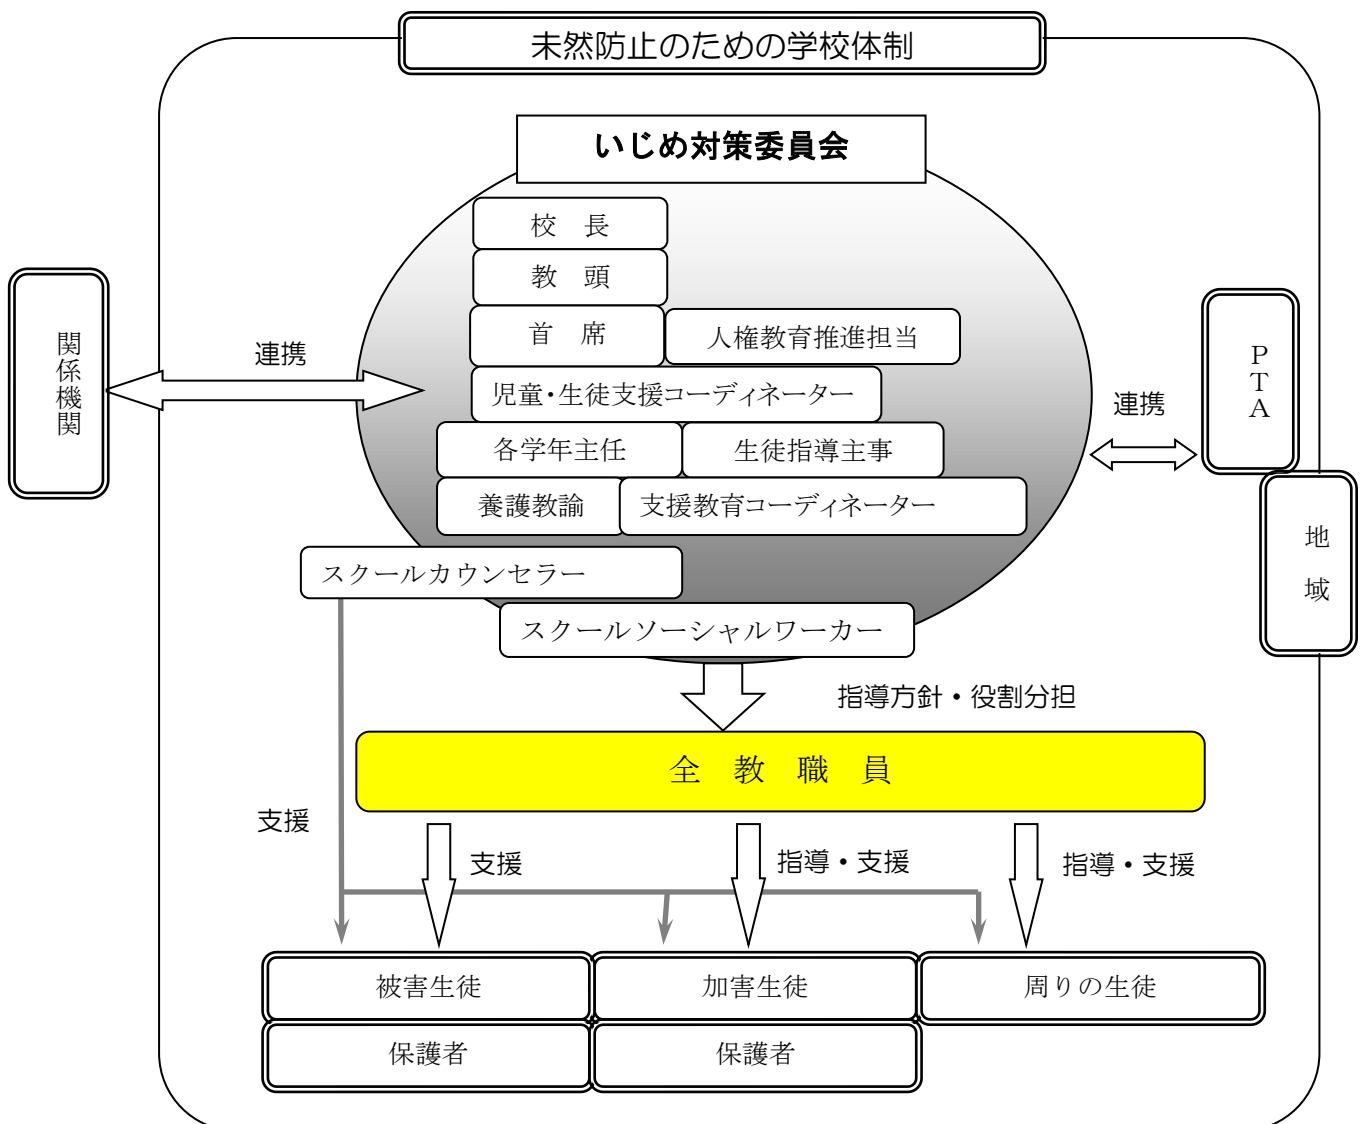 未然防止のための学校体制
いじめ対策委員会
校　長
教　頭
首　席
人権教育推進担当
児童・生徒支援コーディネーター
各学年主任
生徒指導主事
養護教諭
支援教育コーディネーター
スクールカウンセラー
スクールソーシャルワーカー
関係機関
連携
連携
PTA
地　域
指導方針・役割分担
全　教　職　員
支援
支援
指導・支援
指導・支援
被害生徒
加害生徒
周りの生徒
保護者
保護者